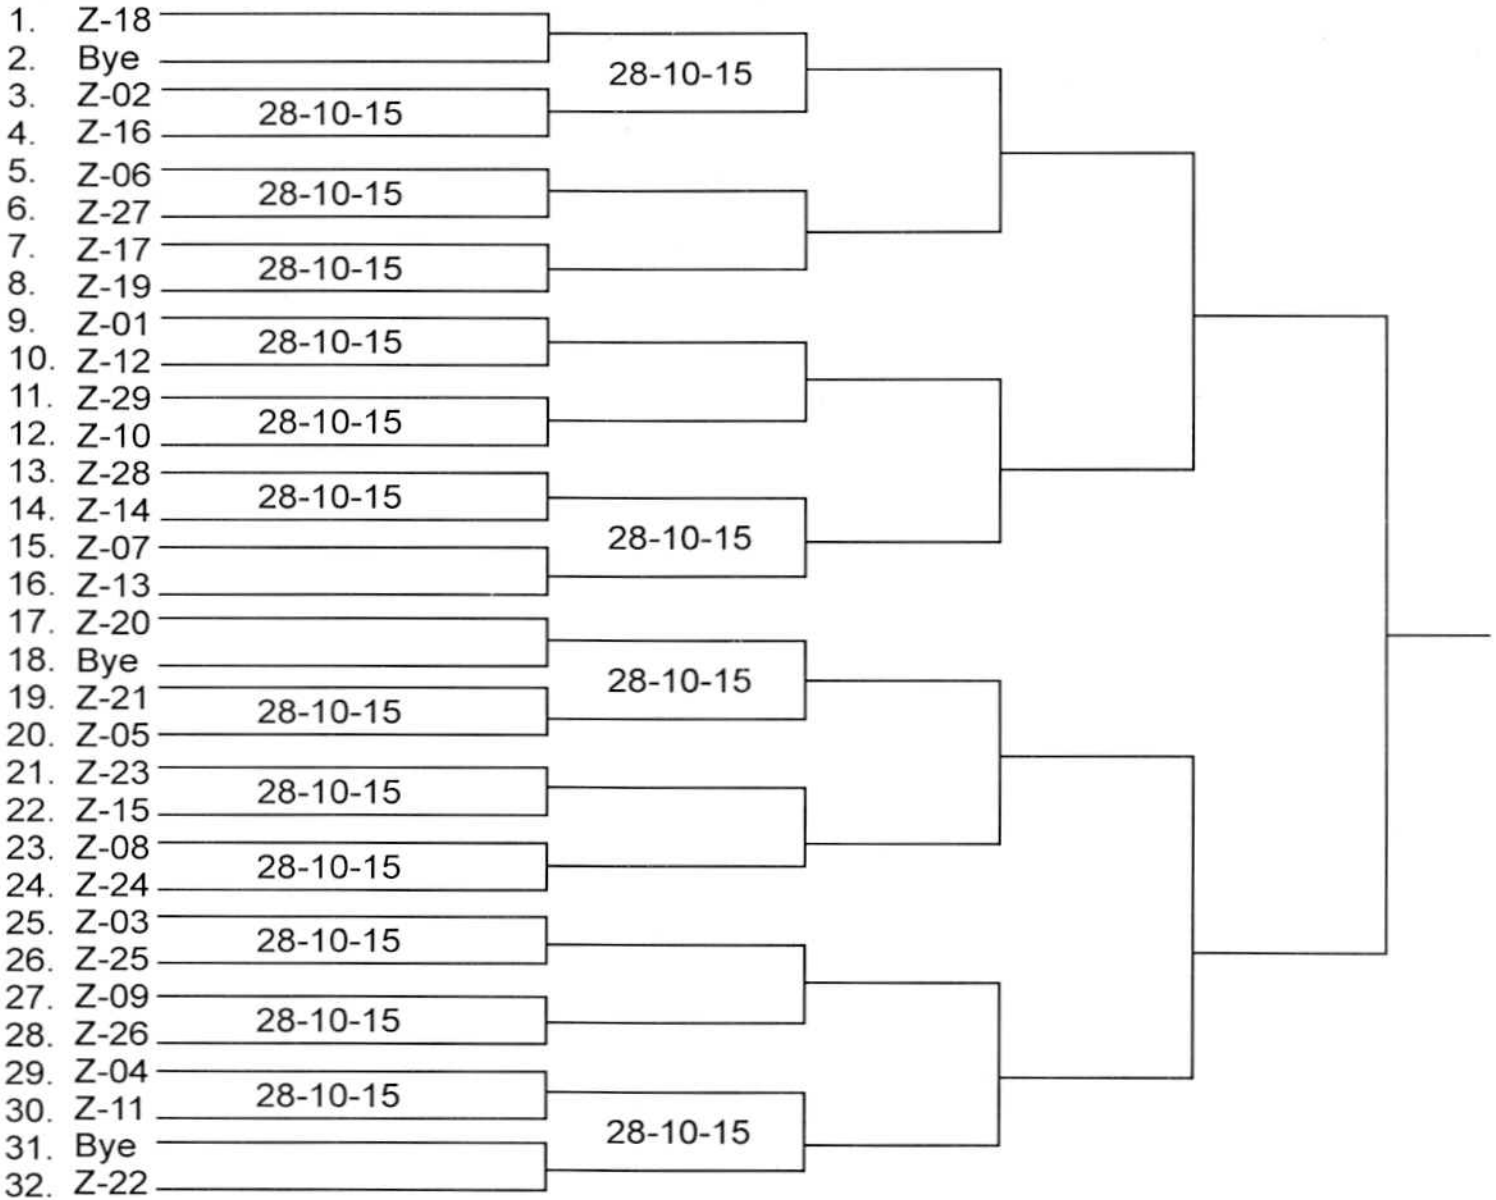 1. Z-18
2. Bye
28-10-15
3. Z-02
28-10-15
4. Z-16
5. Z-06
28-10-15
6. Z-27
7. Z-17
28-10-15
8. Z-19
9. Z-01
28-10-15
10. Z-12
11. Z-29
28-10-15
12. Z-10
13. Z-28
28-10-15
14. Z-14
28-10-15
15. Z-07
16. Z-13
17. Z-20
18. Bye
28-10-15
19. Z-21
28-10-15
20. Z-05
21. Z-23
28-10-15
22. Z-15
23. Z-08
28-10-15
24. Z-24
25. Z-03
28-10-15
26. Z-25
27. Z-09
28-10-15
28. Z-26
29. Z-04
28-10-15
30. Z-11
28-10-15
31. Bye
32. Z-22